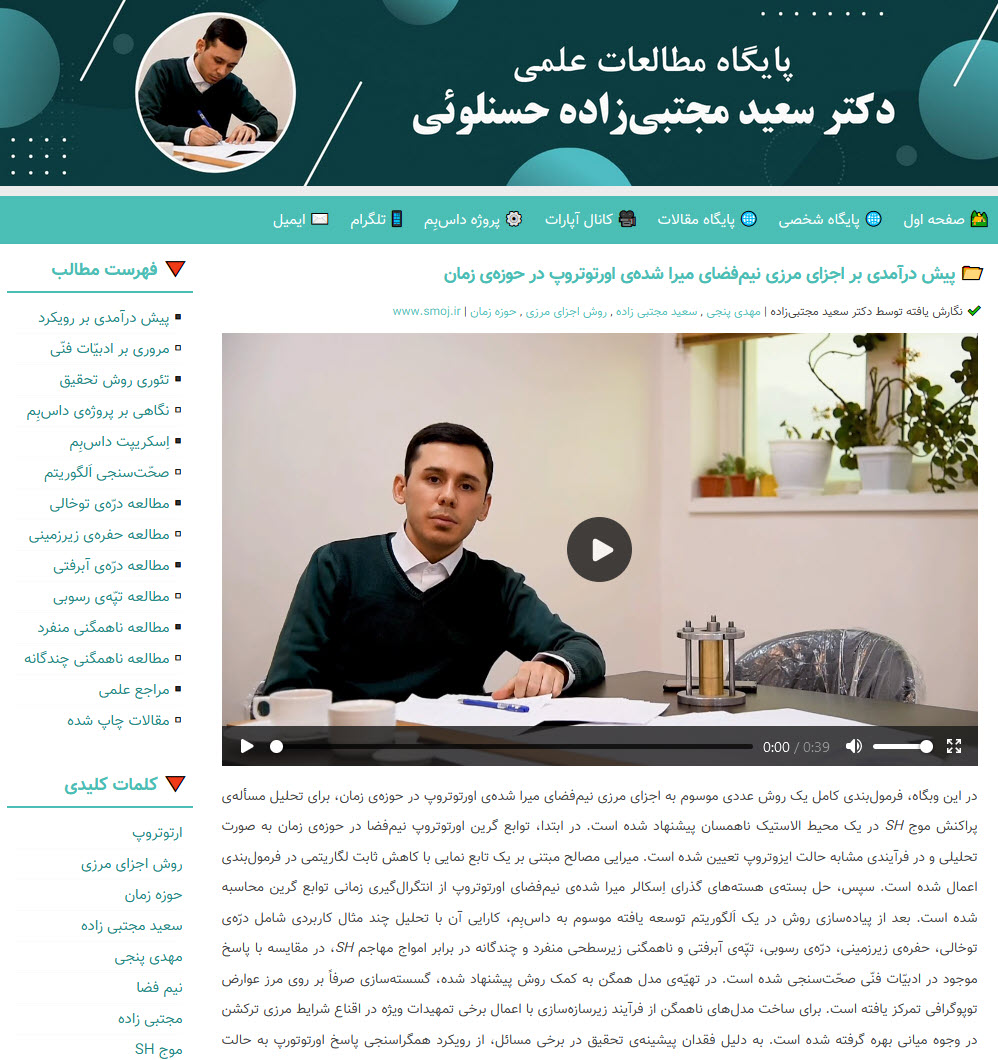 پایگاه مطالعات علمی
دکتر سعید مجتبی‌زاده حسنلوئی
صفحه اول
پایگاه شخصی
پایگاه مقالات
کانال آپارات
پروژه داس‌بِم
تلگرام
ایمیل
پیش درآمدی بر اجزای مرزی نیم‌فضای میرا شده‌ی اورتوتروپ در حوزه‌ی زمان
نگارش یافته توسط دکتر سعید مجتبی‌زاده | مهدی پنجی , سعید مجتبی زاده , روش اجزای مرزی , حوزه زمان | www.smoj.ir
0:00 / 0:39
در این وبگاه، فرمول‌بندی کامل یک روش عددی موسوم به اجزای مرزی نیم‌فضای میرا شده‌ی اورتوتروپ در حوزه‌ی زمان، برای تحلیل مسأله‌ی
پراکنش موج SH در یک محیط الاستیک ناهمسان پیشنهاد شده است. در ابتدا، توابع گرین اورتوتروپ نیم‌فضا در حوزه‌ی زمان به صورت
تحلیلی و در فرآیندی مشابه حالت ایزوتروپ تعیین شده است. میرایی مصالح مبتنی بر یک تابع نمایی با کاهش ثابت لگاریتمی در فرمول‌بندی
اعمال شده است. سپس، حل بسته‌ی هسته‌های گذرای اِسکالر میرا شده‌ی نیم‌فضای اورتوتروپ از انتگرال‌گیری زمانی توابع گرین محاسبه
شده است. بعد از پیاده‌سازی روش در یک اَلگوریتم توسعه یافته موسوم به داس‌بِم، کارایی آن با تحلیل چند مثال کاربردی شامل درّه‌ی
توخالی، حفره‌ی زیرزمینی، درّه‌ی رسوبی، تپّه‌ی آبرفتی و ناهمگنی زیرسطحی منفرد و چندگانه در برابر امواج مهاجم SH، در مقایسه با پاسخ
موجود در ادبیّات فنّی صحّت‌سنجی شده است. در تهیّه‌ی مدل همگن به کمک روش پیشنهاد شده، گسسته‌سازی صرفاً بر روی مرز عوارض
توپوگرافی تمرکز یافته است. برای ساخت مدل‌های ناهمگن از فرآیند زیرسازه‌سازی با اعمال برخی تمهیدات ویژه در اقناع شرایط مرزی ترکشن
در وجوه میانی بهره گرفته شده است. به دلیل فقدان پیشینه‌ی تحقیق در برخی مسائل، از رویکرد همگراسنجی پاسخ اورتوتورپ به حالت
فهرست مطالب
پیش درآمدی بر رویکرد
مروری بر ادبیّات فنّی
تئوری روش تحقیق
نگاهی بر پروژه‌ی داس‌بِم
اِسکریپت داس‌بِم
صحّت‌سنجی اَلگوریتم
مطالعه درّه‌ی توخالی
مطالعه حفره‌ی زیرزمینی
مطالعه درّه‌ی آبرفتی
مطالعه تپّه‌ی رسوبی
مطالعه ناهمگنی منفرد
مطالعه ناهمگنی چندگانه
مراجع علمی
مقالات چاپ شده
کلمات کلیدی
ارتوتروپ
روش اجزای مرزی
حوزه زمان
سعید مجتبی زاده
مهدی پنجی
نیم فضا
مجتبی زاده
موج SH